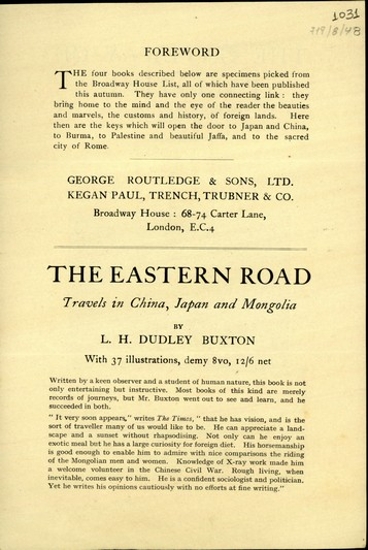 1031
719/8/48
FOREWORD
THE four books described below are specimens picked from
the Broadway House List, all of which have been published
this autumn. They have only one connecting link: they
bring home to the mind and the eye of the reader the beauties
and marvels, the customs and history, of foreign lands. Here
then are the keys which will open the door to Japan and China,
to Burma, to Palestine and beautiful Jaffa, and to the sacred
city of Rome.
GEORGE ROUTLEDGE & SONS, LTD.
KEGAN PAUL, TRENCH, TRUBNER & CO.
Broadway House: 68-74 Carter Lane,
London, E.C.4
THE EASTERN ROAD
Travels in China, Japan and Mongolia
BY
L. H. DUDLEY BUXTON
With 37 illustrations, demy 8vo, 12/6 net
Written by a keen observer and a student of human nature, this book is not
only entertaining but instructive. Most books of this kind are merely
records of journeys, but Mr. Buxton went out to see and learn, and he
succeeded in both.
"It very soon appears," writes The Times, "that he has vision, and is the
sort of traveller many of us would like to be. He can appreciate a land-
scape and a sunset without rhapsodising. Not only can he enjoy an
exotic meal but he has a large curiosity for foreign diet. His horsemanship
is good enough to enable him to admire with nice comparisons the riding
of the Mongolian men and women. Knowledge of X-ray work made him
a welcome volunteer in the Chinese Civil War. Rough living, when
inevitable, comes easy to him. He is a confident sociologist and politician.
Yet he writes his opinions cautiously with no efforts at fine writing."